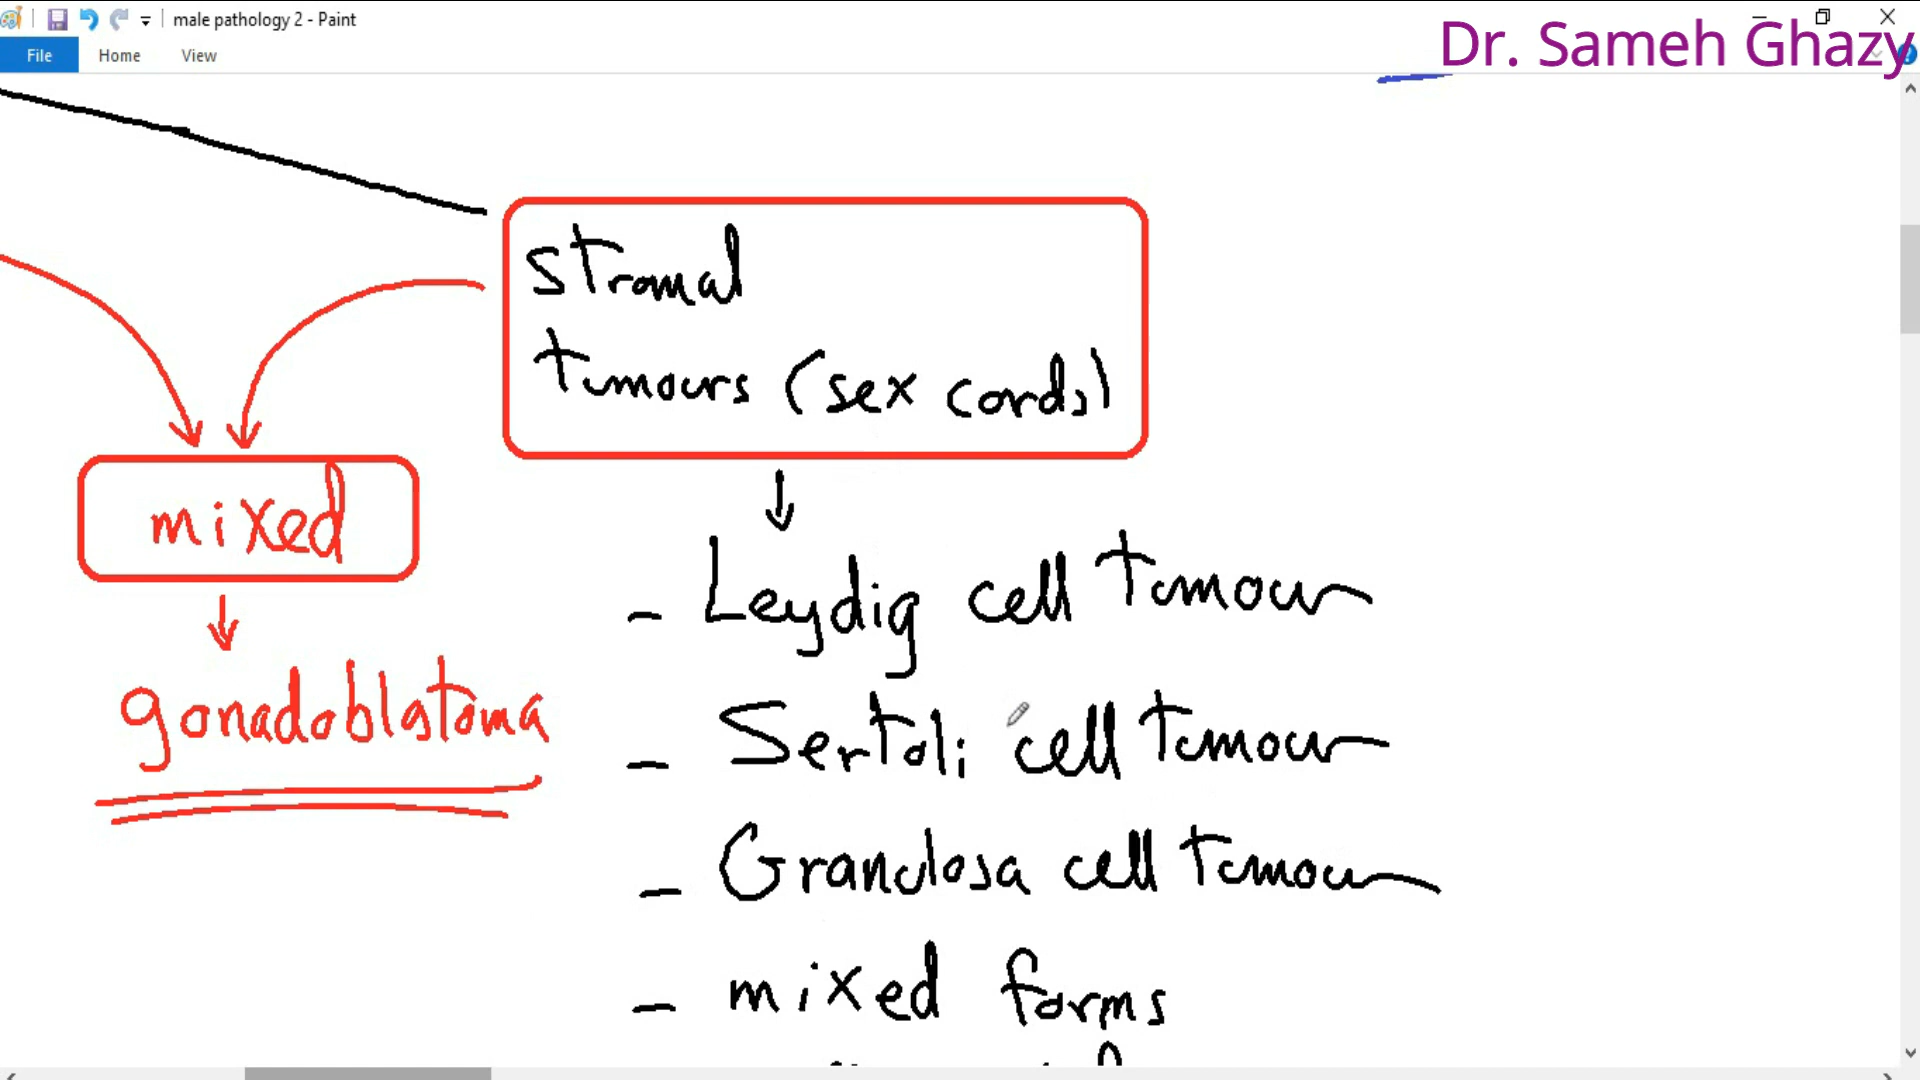 male pathology 2 - Paint
Dr. Sameh Ghazy
File Home View
stromal
tumours (sex cords)
mixed
gonadoblastoma
- Leydig cell tumour
- Sertoli cell tumour
- Granulosa cell tumour
- mixed forms